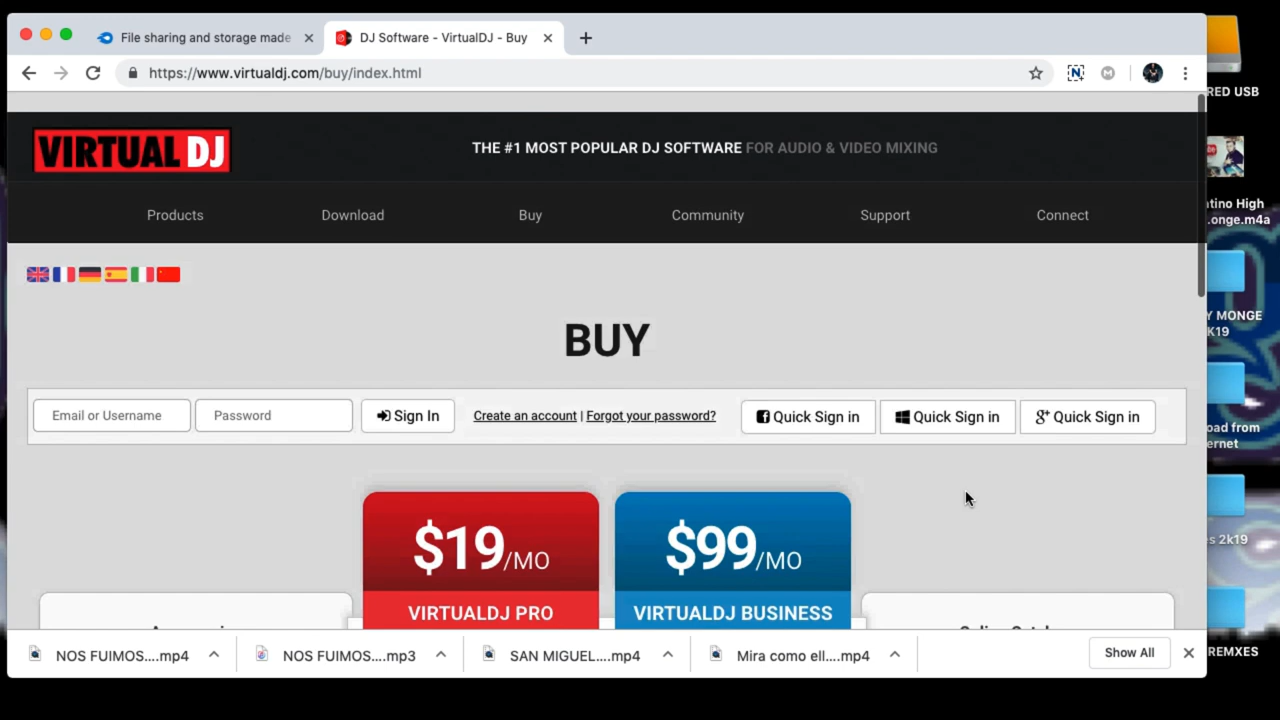 File sharing and storage made
DJ Software - VirtualDJ - Buy
https://www.virtualdj.com/buy/index.html
RED USB
VIRTUAL DJ
THE #1 MOST POPULAR DJ SOFTWARE FOR AUDIO & VIDEO MIXING
Products
Download
Buy
Community
Support
Connect
tino High
onge.m4a
BUY
Y MONGE
K19
Email or Username
Password
Sign In
Create an account | Forgot your password?
Quick Sign in
Quick Sign in
Quick Sign in
oad from
ernet
$19/MO
VIRTUALDJ PRO
$99/MO
VIRTUALDJ BUSINESS
s 2k19
NOS FUIMOS....mp4
NOS FUIMOS....mp3
SAN MIGUEL....mp4
Mira como ell....mp4
Show All
REMXES